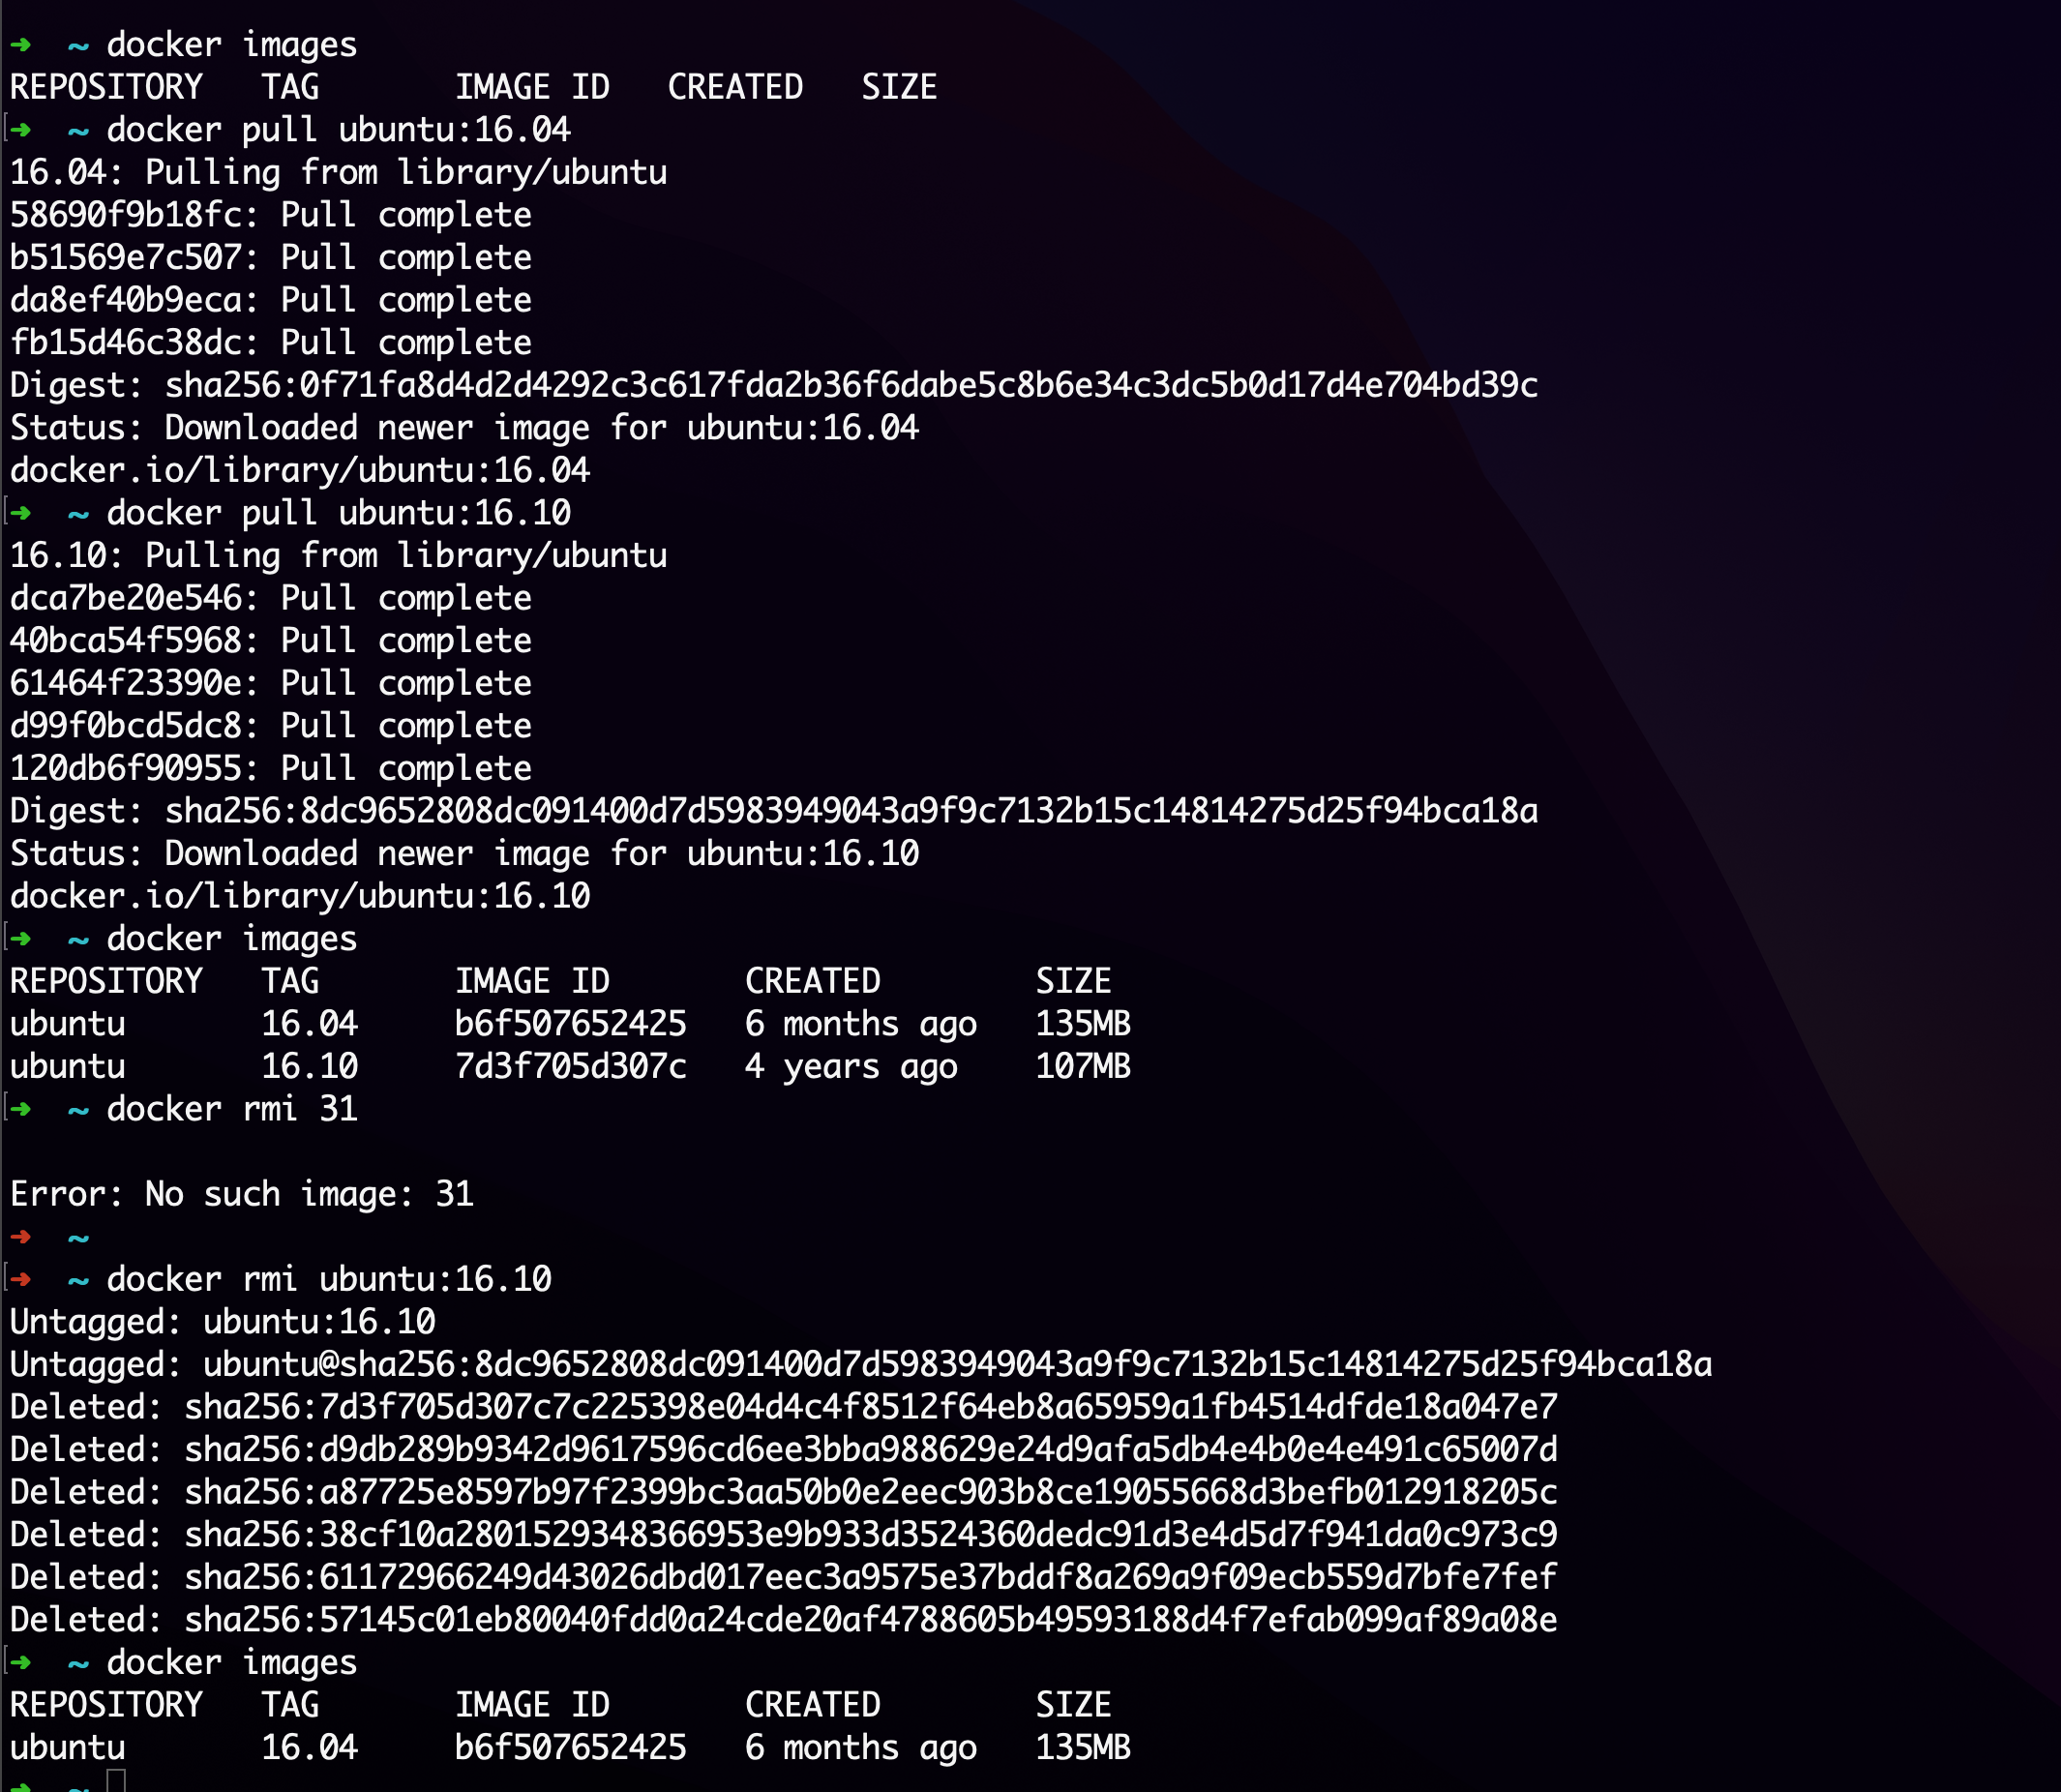 ➜  ~ docker images
REPOSITORY   TAG       IMAGE ID   CREATED   SIZE
➜  ~ docker pull ubuntu:16.04
16.04: Pulling from library/ubuntu
58690f9b18fc: Pull complete
b51569e7c507: Pull complete
da8ef40b9eca: Pull complete
fb15d46c38dc: Pull complete
Digest: sha256:0f71fa8d4d2d4292c3c617fda2b36f6dabe5c8b6e34c3dc5b0d17d4e704bd39c
Status: Downloaded newer image for ubuntu:16.04
docker.io/library/ubuntu:16.04
➜  ~ docker pull ubuntu:16.10
16.10: Pulling from library/ubuntu
dca7be20e546: Pull complete
40bca54f5968: Pull complete
61464f23390e: Pull complete
d99f0bcd5dc8: Pull complete
120db6f90955: Pull complete
Digest: sha256:8dc9652808dc091400d7d5983949043a9f9c7132b15c14814275d25f94bca18a
Status: Downloaded newer image for ubuntu:16.10
docker.io/library/ubuntu:16.10
➜  ~ docker images
REPOSITORY   TAG       IMAGE ID       CREATED        SIZE
ubuntu       16.04     b6f507652425   6 months ago   135MB
ubuntu       16.10     7d3f705d307c   4 years ago    107MB
➜  ~ docker rmi 31
Error: No such image: 31
➜  ~
➜  ~ docker rmi ubuntu:16.10
Untagged: ubuntu:16.10
Untagged: ubuntu@sha256:8dc9652808dc091400d7d5983949043a9f9c7132b15c14814275d25f94bca18a
Deleted: sha256:7d3f705d307c7c225398e04d4c4f8512f64eb8a65959a1fb4514dfde18a047e7
Deleted: sha256:d9db289b9342d9617596cd6ee3bba988629e24d9afa5db4e4b0e4e491c65007d
Deleted: sha256:a87725e8597b97f2399bc3aa50b0e2eec903b8ce19055668d3befb012918205c
Deleted: sha256:38cf10a2801529348366953e9b933d3524360dedc91d3e4d5d7f941da0c973c9
Deleted: sha256:61172966249d43026dbd017eec3a9575e37bddf8a269a9f09ecb559d7bfe7fef
Deleted: sha256:57145c01eb80040fdd0a24cde20af4788605b49593188d4f7efab099af89a08e
➜  ~ docker images
REPOSITORY   TAG       IMAGE ID       CREATED        SIZE
ubuntu       16.04     b6f507652425   6 months ago   135MB
➜  ~